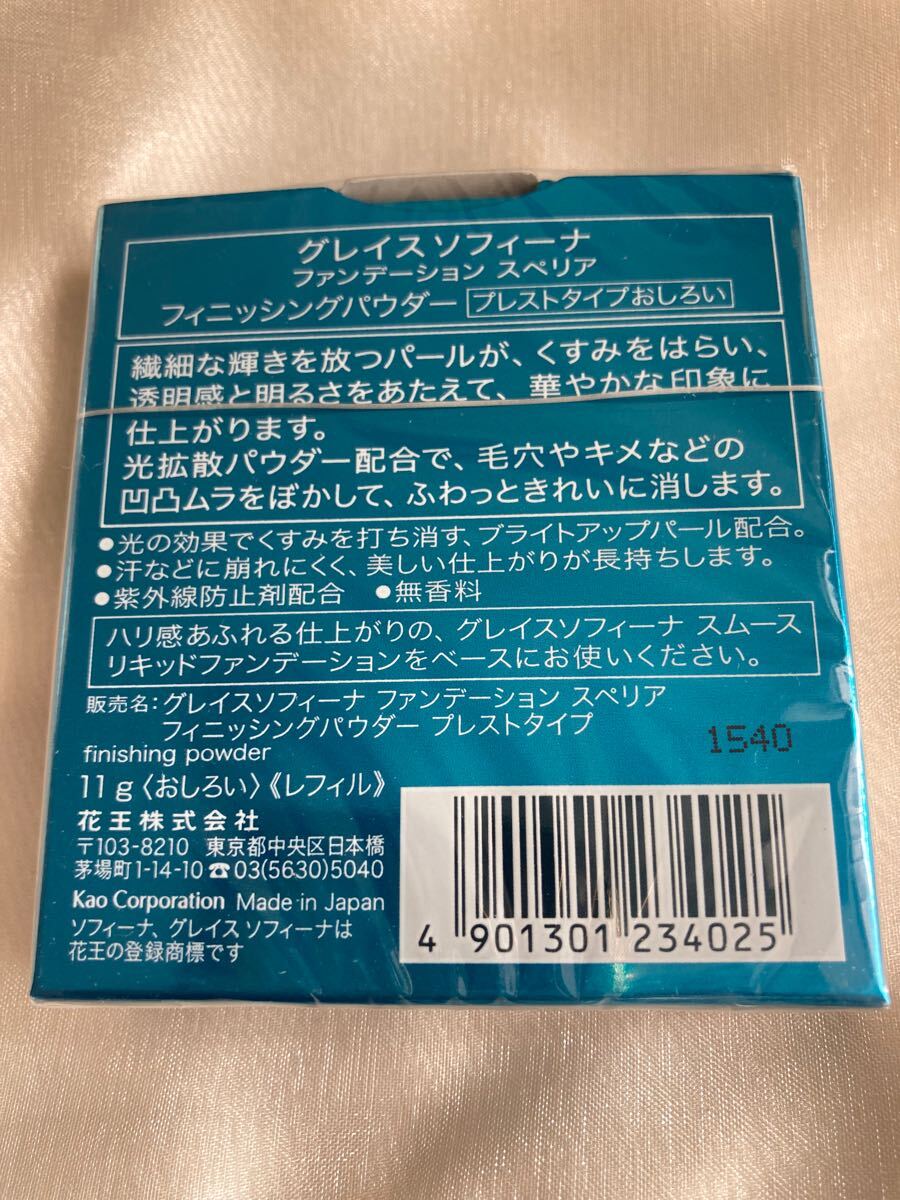 グレイスソフィーナ
ファンデーション スペリア
フィニッシングパウダー プレストタイプおしろい
繊細な輝きを放つパールが、くすみをはらい、
透明感と明るさをあたえて、華やかな印象に
仕上がります。
光拡散パウダー配合で、毛穴やキメなどの
凹凸ムラをぼかして、ふわっときれいに消します。
●光の効果でくすみを打ち消す、ブライトアップパール配合。
●汗などに崩れにくく、美しい仕上がりが長持ちします。
●紫外線防止剤配合 ●無香料
ハリ感あふれる仕上がりの、グレイスソフィーナ スムース
リキッドファンデーションをベースにお使いください。
販売名：グレイスソフィーナ ファンデーション スペリア
フィニッシングパウダー プレストタイプ
finishing powder
1540
11g〈おしろい〉《レフィル》
花王株式会社
〒103-8210 東京都中央区日本橋
茅場町1-14-10 ☎03(5630)5040
Kao Corporation Made in Japan
ソフィーナ、グレイス ソフィーナは
花王の登録商標です
4 901301 234025